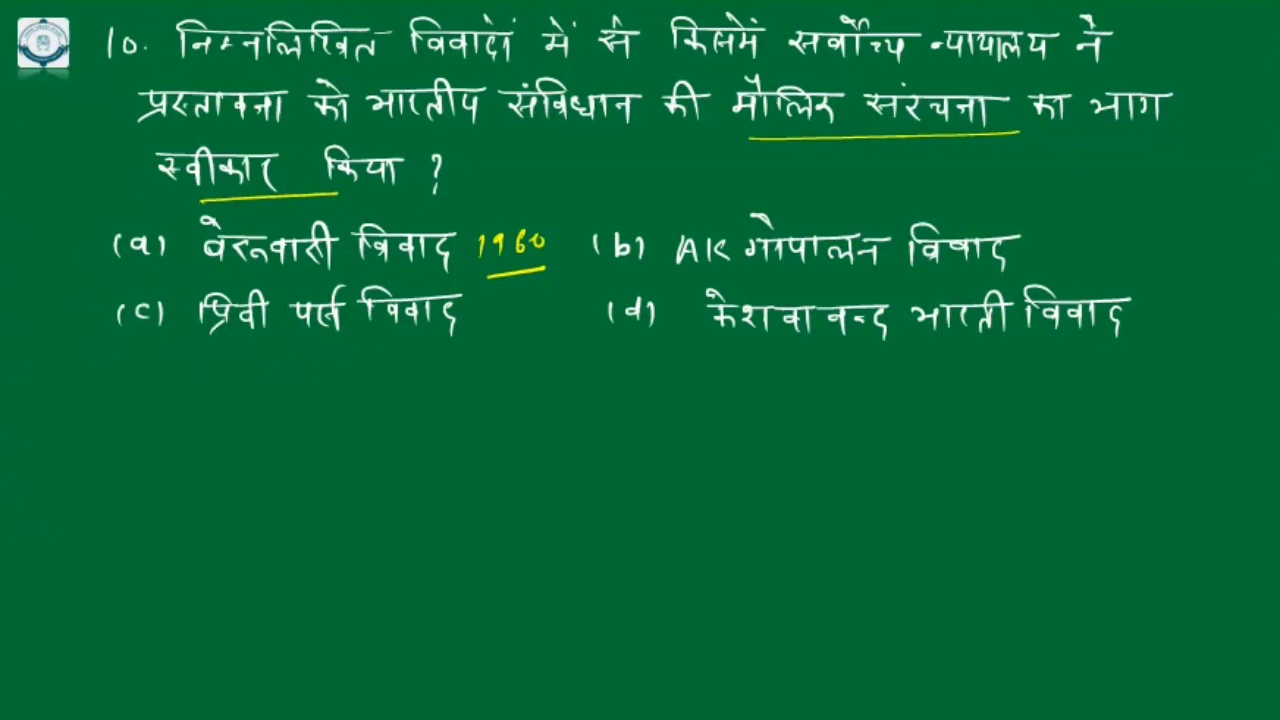 10. निम्नलिखित विवादों में से किसमें सर्वोच्च न्यायालय ने
प्रस्तावना को भारतीय संविधान की मौलिक संरचना का भाग
स्वीकार किया ?
(a) वेरूवारी विवाद 1960 (b) AK गोपालन विवाद
(c) प्रिवी पर्स विवाद (d) केशवानन्द भारती विवाद